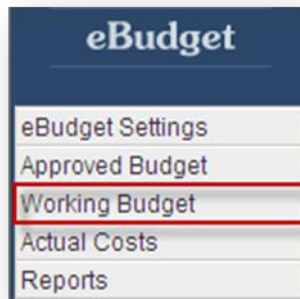 eBudget
eBudget Settings
Approved Budget
Working Budget
Actual Costs
Reports